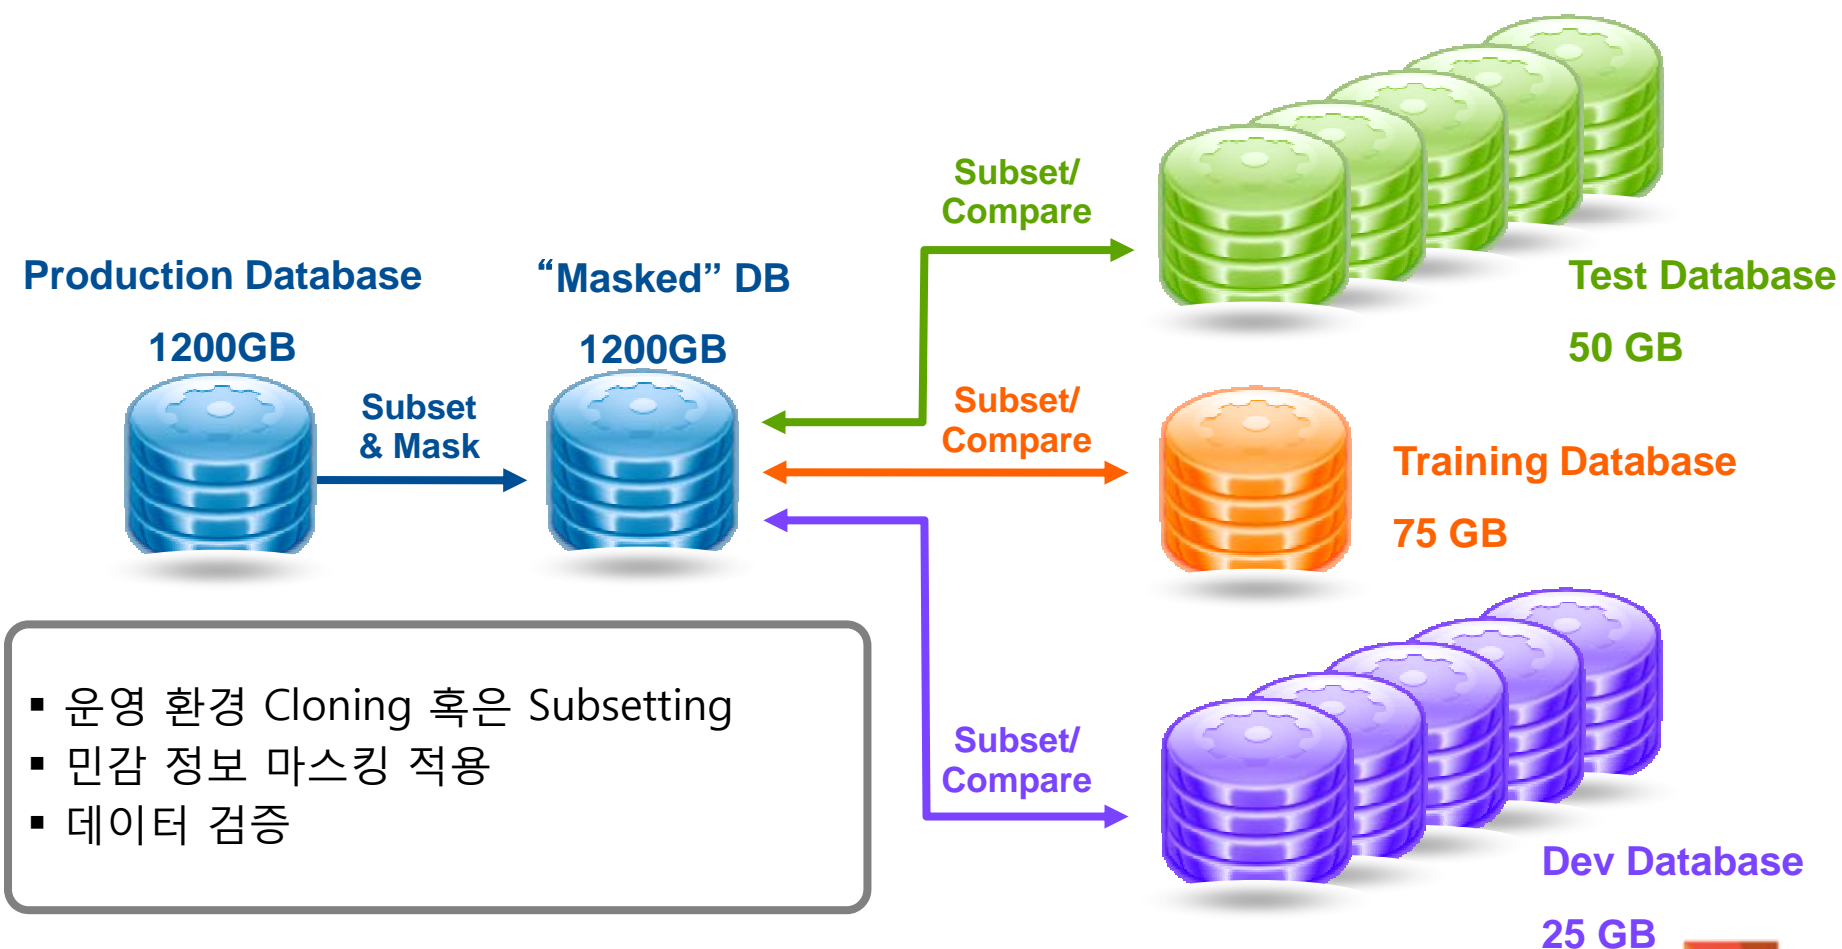 Production Database
1200GB
Subset
& Mask
“Masked” DB
1200GB
Subset/
Compare
Test Database
50 GB
Subset/
Compare
Training Database
75 GB
Subset/
Compare
Dev Database
25 GB
▪ 운영 환경 Cloning 혹은 Subsetting
▪ 민감 정보 마스킹 적용
▪ 데이터 검증